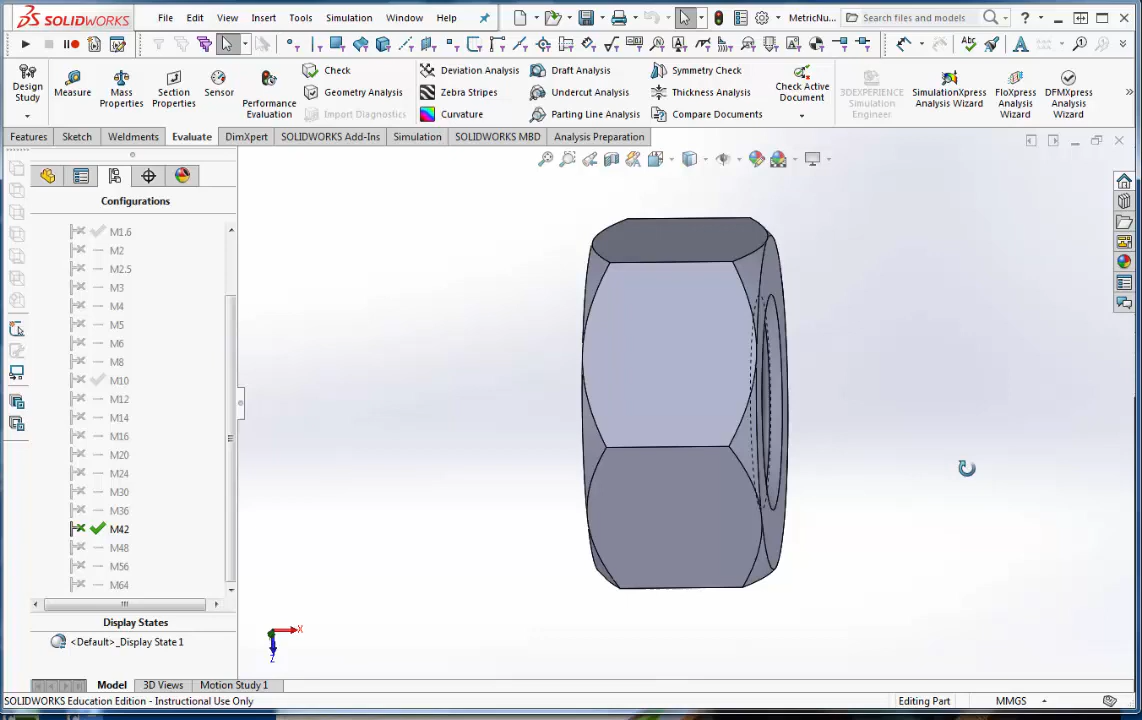 SOLIDWORKS File Edit View Insert Tools Simulation Window Help MetricNu... Search files and models
Design Study
Measure
Mass Properties
Section Properties
Sensor
Performance Evaluation
Check
Geometry Analysis
Import Diagnostics
Deviation Analysis
Zebra Stripes
Curvature
Draft Analysis
Undercut Analysis
Parting Line Analysis
Symmetry Check
Thickness Analysis
Compare Documents
Check Active Document
3DEXPERIENCE Simulation Engineer
SimulationXpress Analysis Wizard
FloXpress Analysis Wizard
DFMXpress Analysis Wizard
Features Sketch Weldments Evaluate DimXpert SOLIDWORKS Add-Ins Simulation SOLIDWORKS MBD Analysis Preparation
Configurations
M1.6
M2
M2.5
M3
M4
M5
M6
M8
M10
M12
M14
M16
M20
M24
M30
M36
M42
M48
M56
M64
Display States
<Default>_Display State 1
X
Z
Model 3D Views Motion Study 1
SOLIDWORKS Education Edition - Instructional Use Only Editing Part MMGS